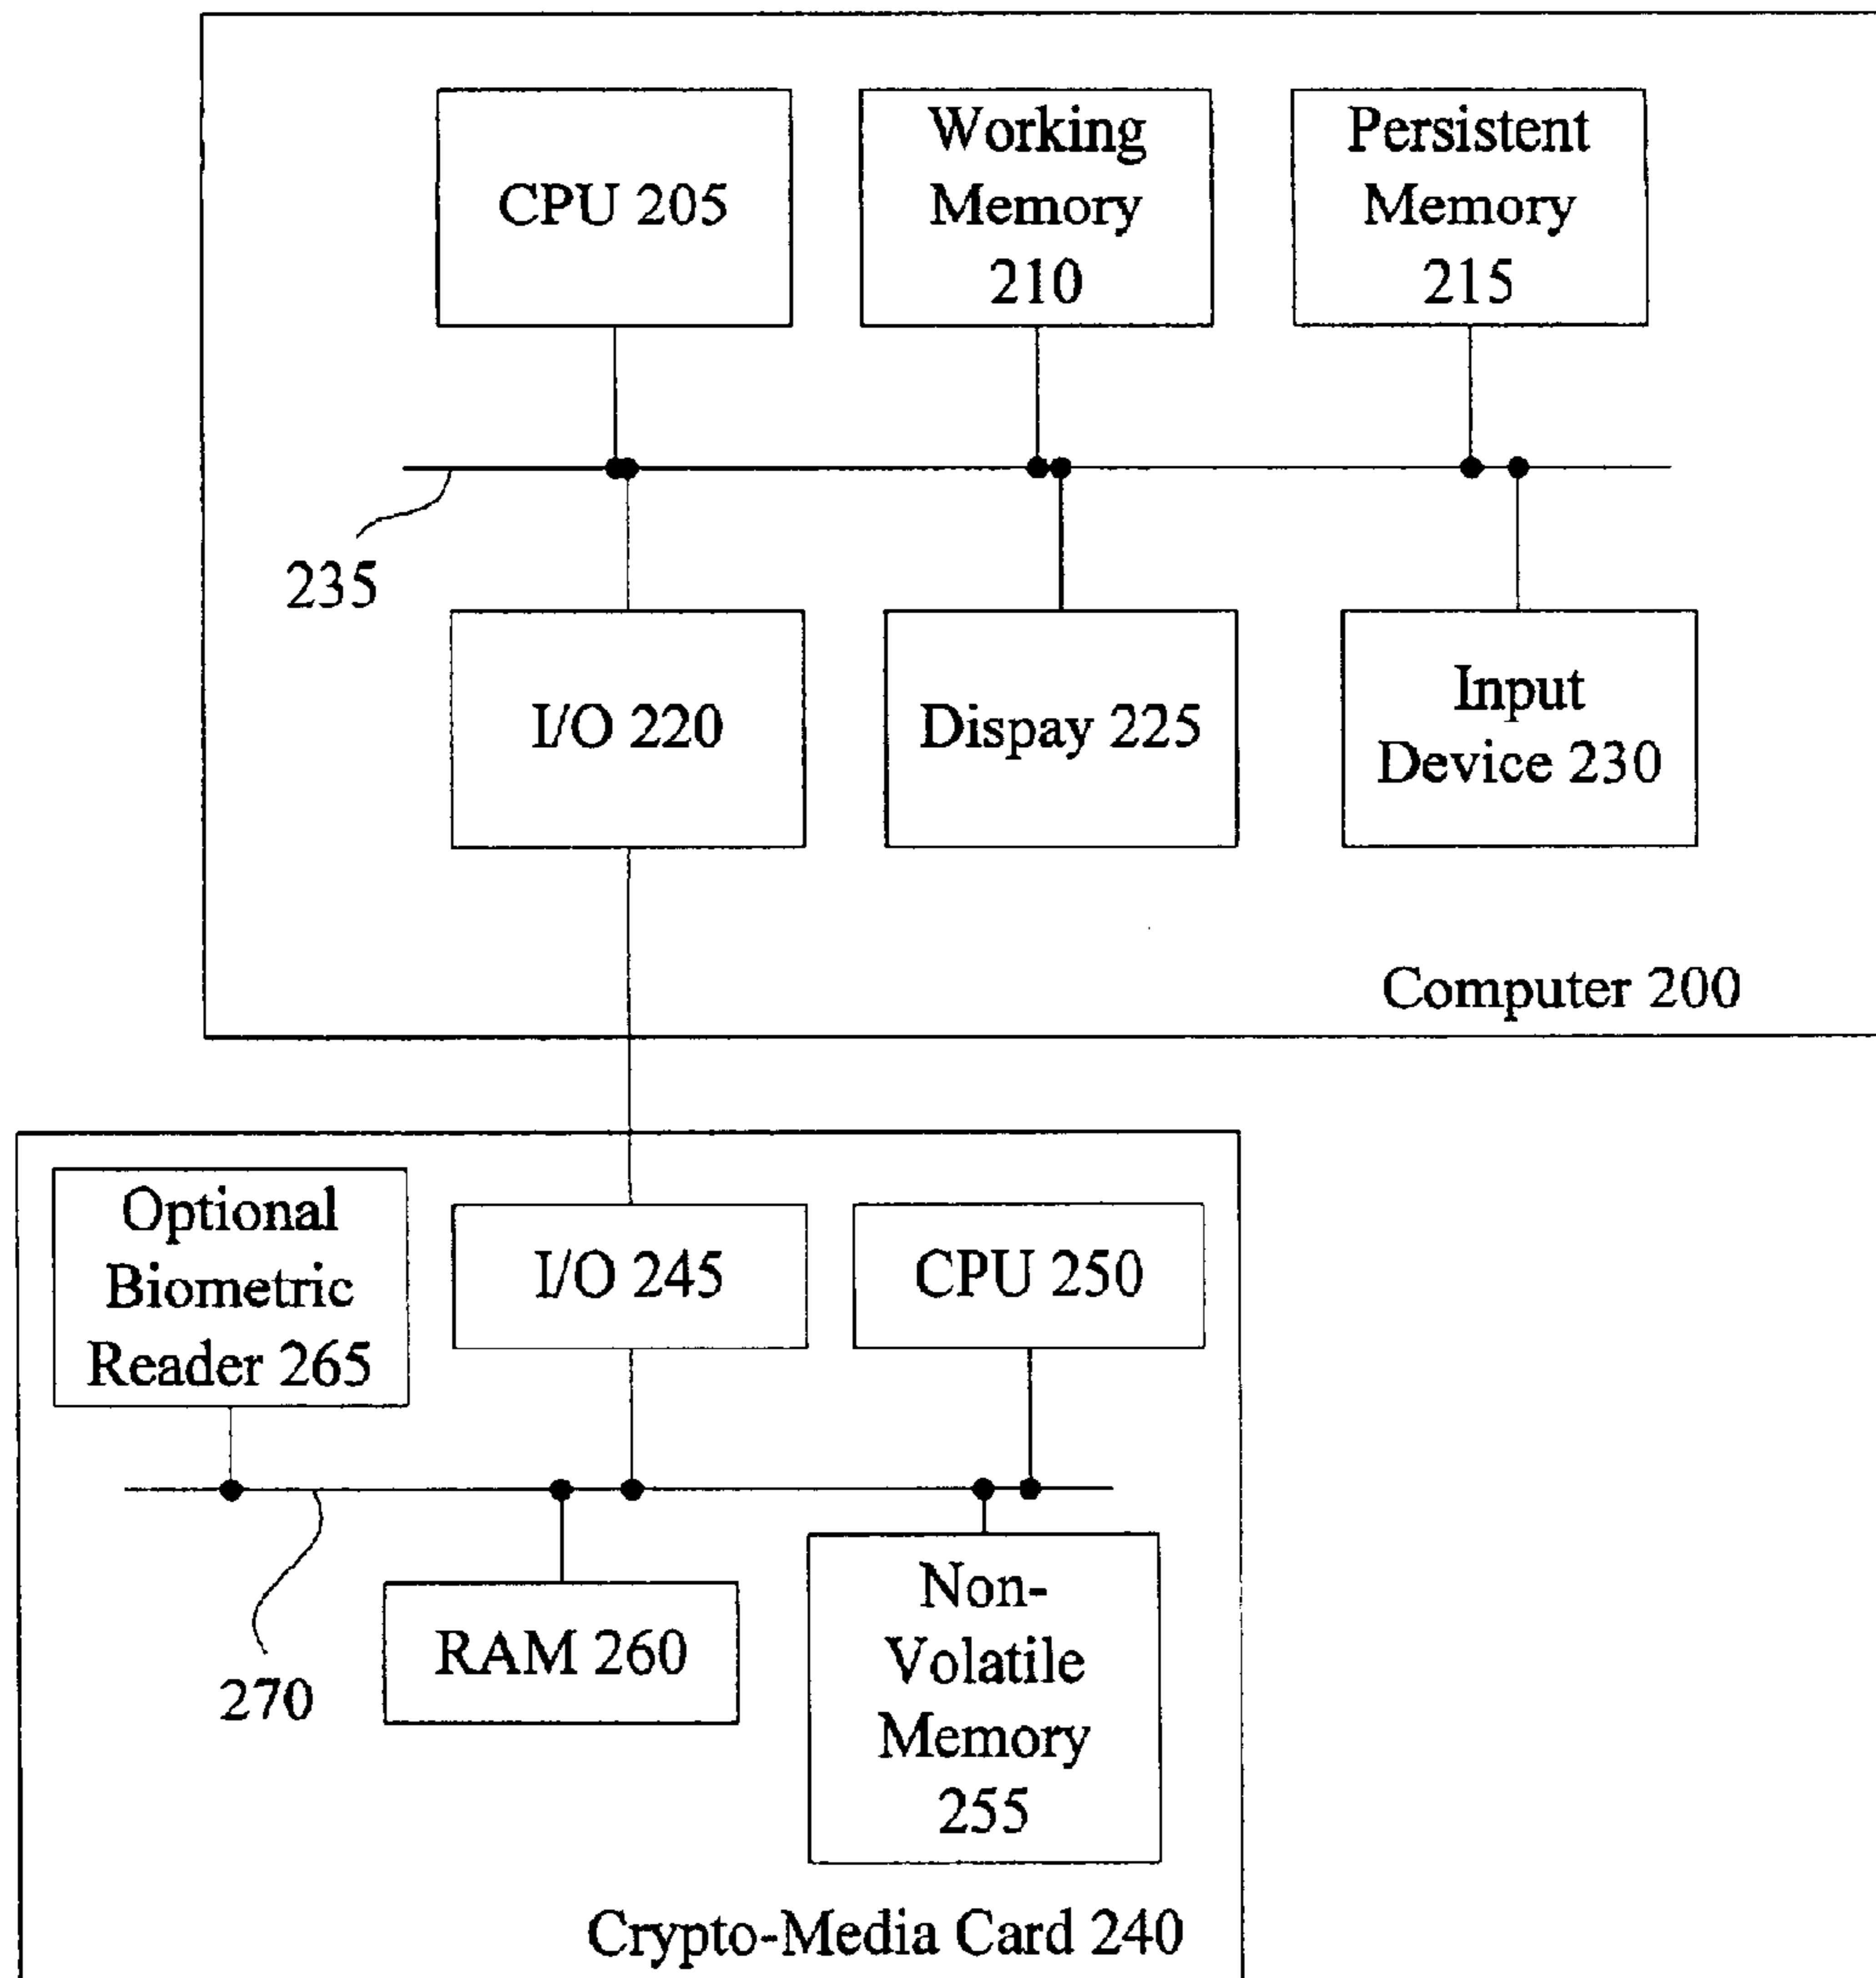 CPU 205
Working
Memory
210
Persistent
Memory
215
235
I/O 220
Dispay 225
Input
Device 230
Computer 200
Optional
Biometric
Reader 265
I/O 245
CPU 250
270
RAM 260
Non-
Volatile
Memory
255
Crypto-Media Card 240